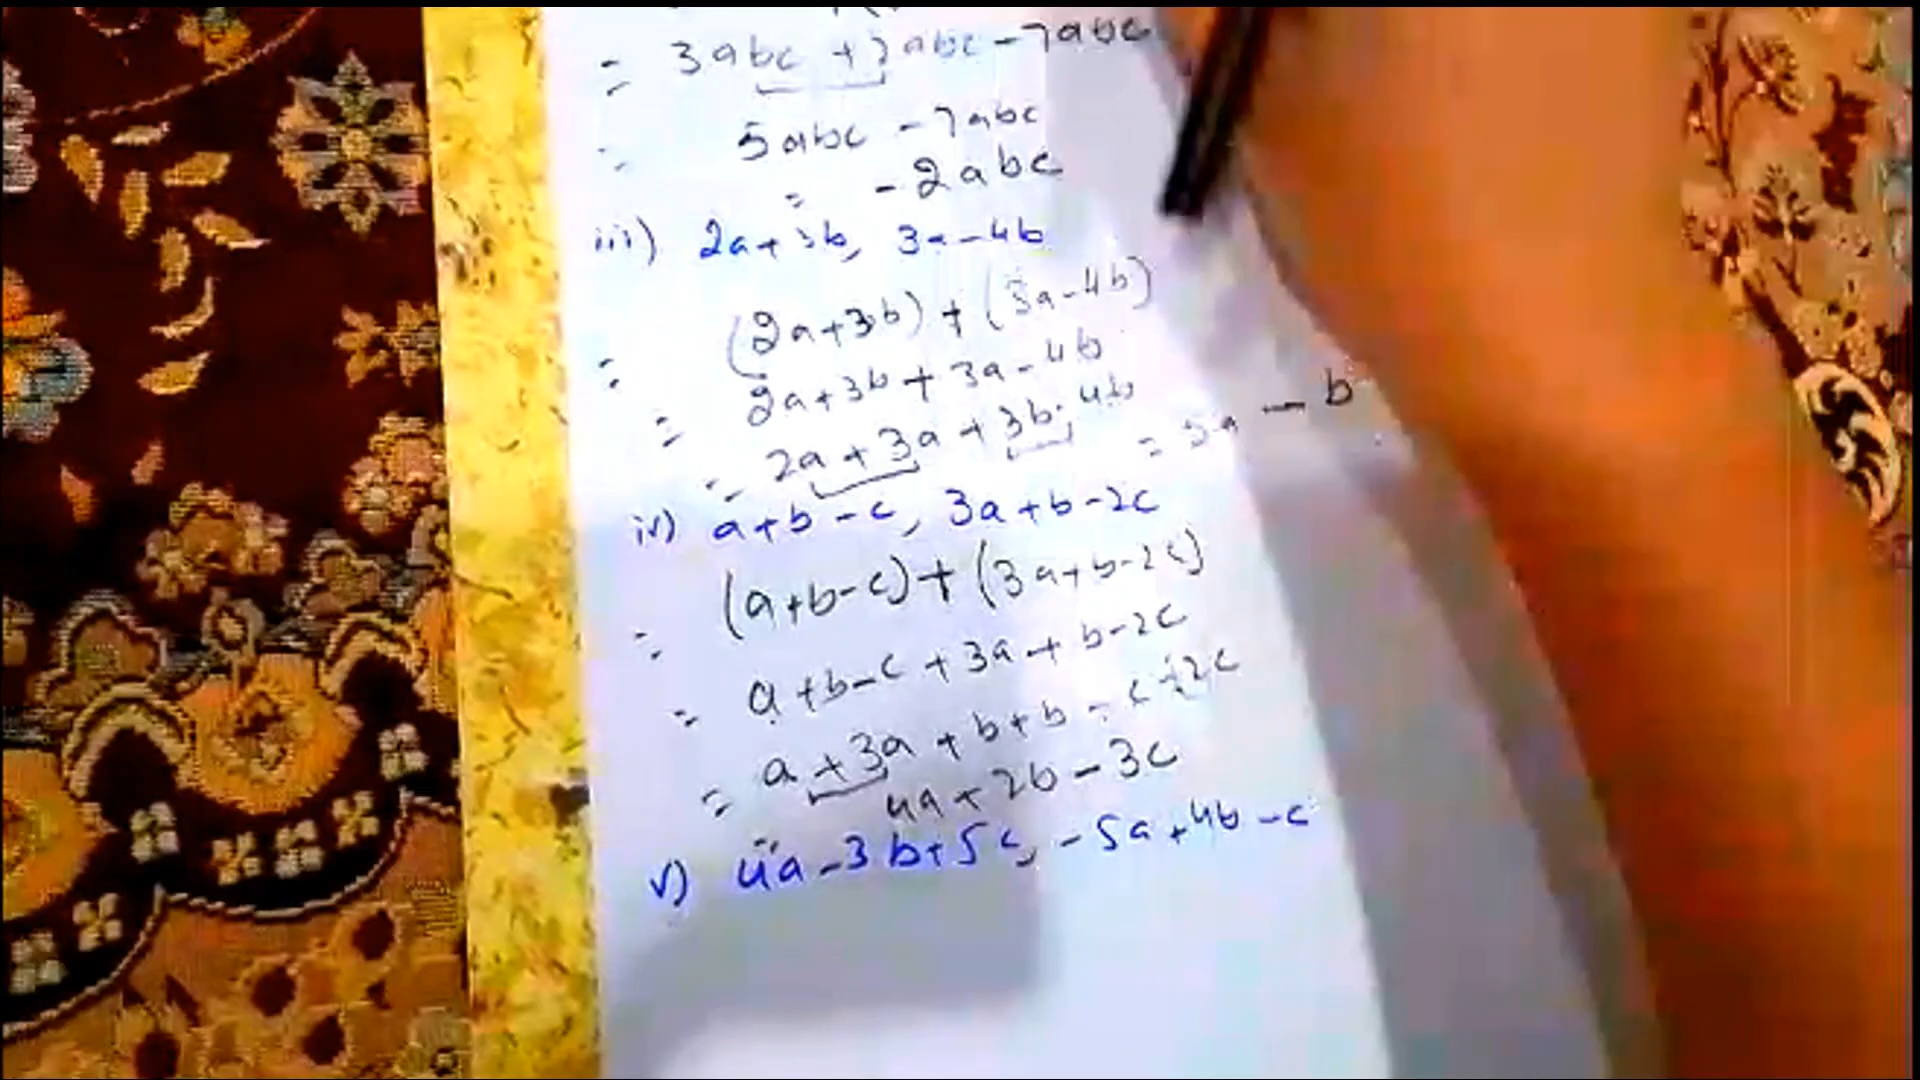 = 3abc + 2abc - 7abc
= 5abc - 7abc
= - 2abc
iii) 2a + 3b, 3a - 4b
= (2a+3b) + (3a-4b)
= 2a+3b + 3a - 4b
= 2a + 3a + 3b - 4b = 5a - b
iv) a+b-c, 3a+b-2c
= (a+b-c) + (3a+b-2c)
= a+b-c + 3a + b-2c
= a + 3a + b+b - c - 2c
= 4a + 2b - 3c
v) 4a - 3b + 5c, - 5a + 4b - c